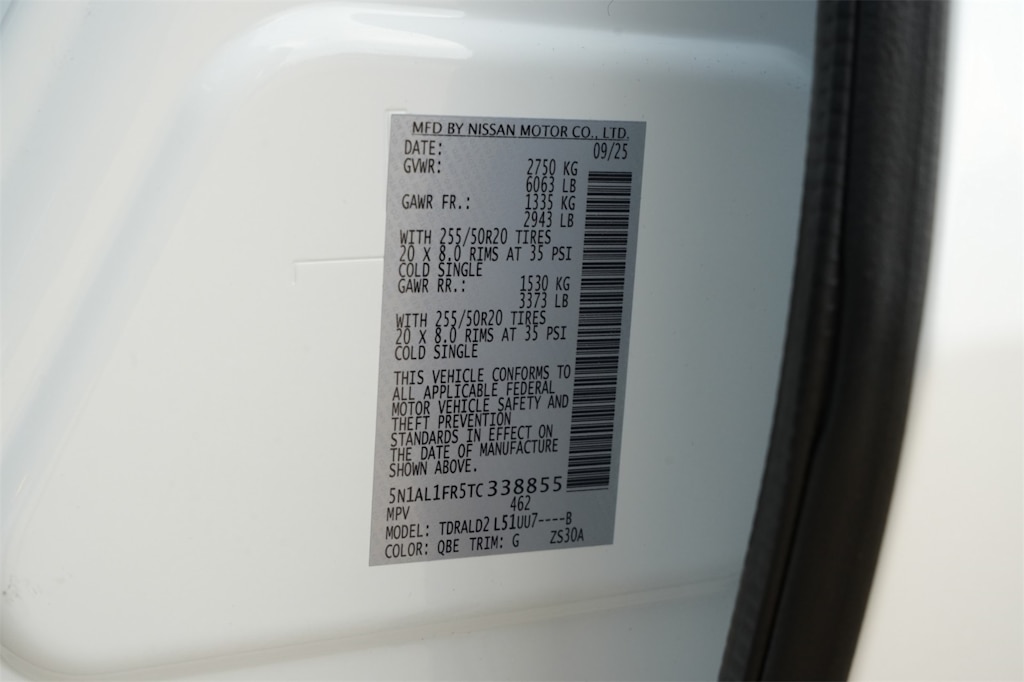 MFD BY NISSAN MOTOR CO., LTD.
DATE: 09/25
GVWR: 2750 KG
6063 LB
GAWR FR.: 1335 KG
2943 LB
WITH 255/50R20 TIRES
20 X 8.0 RIMS AT 35 PSI
COLD SINGLE
GAWR RR.: 1530 KG
3373 LB
WITH 255/50R20 TIRES
20 X 8.0 RIMS AT 35 PSI
COLD SINGLE
THIS VEHICLE CONFORMS TO
ALL APPLICABLE FEDERAL
MOTOR VEHICLE SAFETY AND
THEFT PREVENTION
STANDARDS IN EFFECT ON
THE DATE OF MANUFACTURE
SHOWN ABOVE.
5N1AL1FR5TC338855
MPV 462
MODEL: TDRALD2 L51UU7----B
COLOR: QBE TRIM: G ZS30A